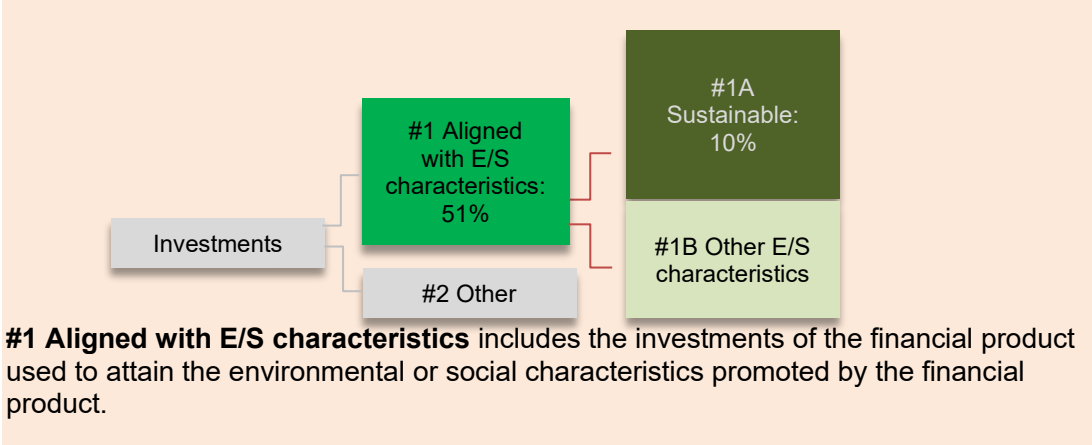 #1A
Sustainable:
10%
#1 Aligned
with E/S
characteristics:
51%
Investments
#1B Other E/S
characteristics
#2 Other
#1 Aligned with E/S characteristics includes the investments of the financial product
used to attain the environmental or social characteristics promoted by the financial
product.